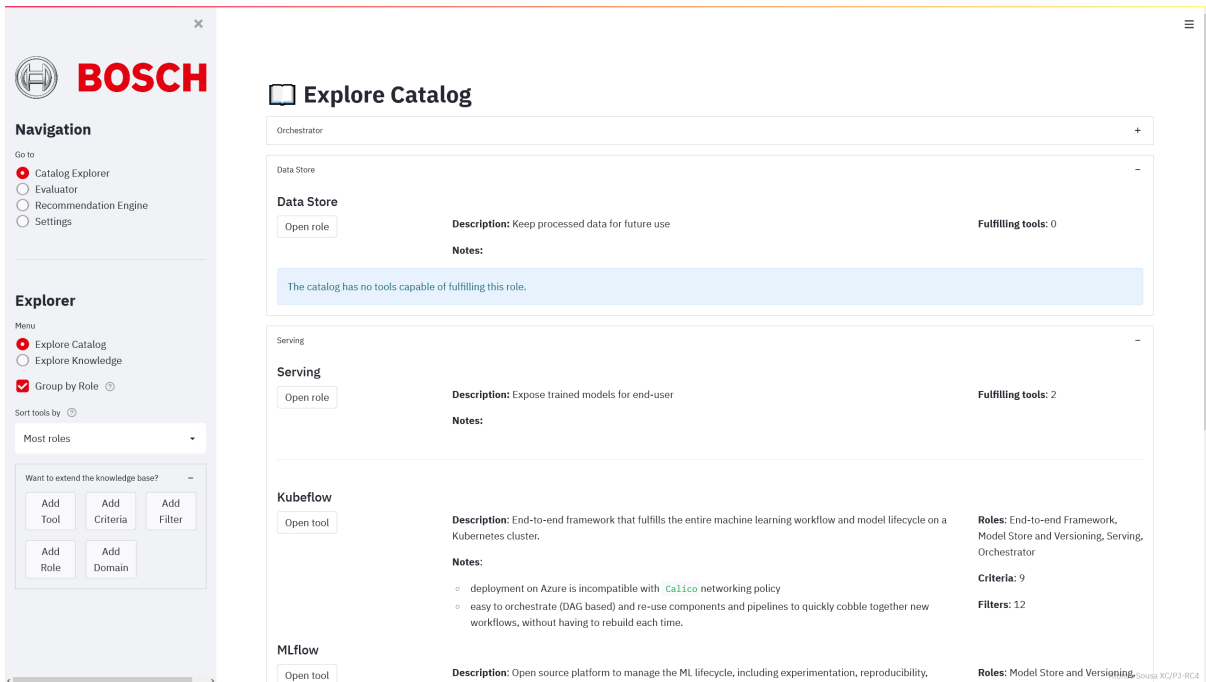 BOSCH
Navigation
Go to
Catalog Explorer
Evaluator
Recommendation Engine
Settings
Explorer
Menu
Explore Catalog
Explore Knowledge
Group by Role
Sort tools by
Most roles
Want to extend the knowledge base?
Add Tool
Add Criteria
Add Filter
Add Role
Add Domain
Explore Catalog
Orchestrator
Data Store
Data Store
Open role
Description: Keep processed data for future use
Fulfilling tools: 0
Notes:
The catalog has no tools capable of fulfilling this role.
Serving
Serving
Open role
Description: Expose trained models for end-user
Fulfilling tools: 2
Notes:
Kubeflow
Open tool
Description: End-to-end framework that fulfills the entire machine learning workflow and model lifecycle on a
Kubernetes cluster.
Notes:
deployment on Azure is incompatible with Calico networking policy
easy to orchestrate (DAG based) and re-use components and pipelines to quickly cobble together new
workflows, without having to rebuild each time.
Roles: End-to-end Framework,
Model Store and Versioning, Serving,
Orchestrator
Criteria: 9
Filters: 12
MLflow
Open tool
Description: Open source platform to manage the ML lifecycle, including experimentation, reproducibility,
Roles: Model Store and Versioning,
Sousa XC/PJ-RC4